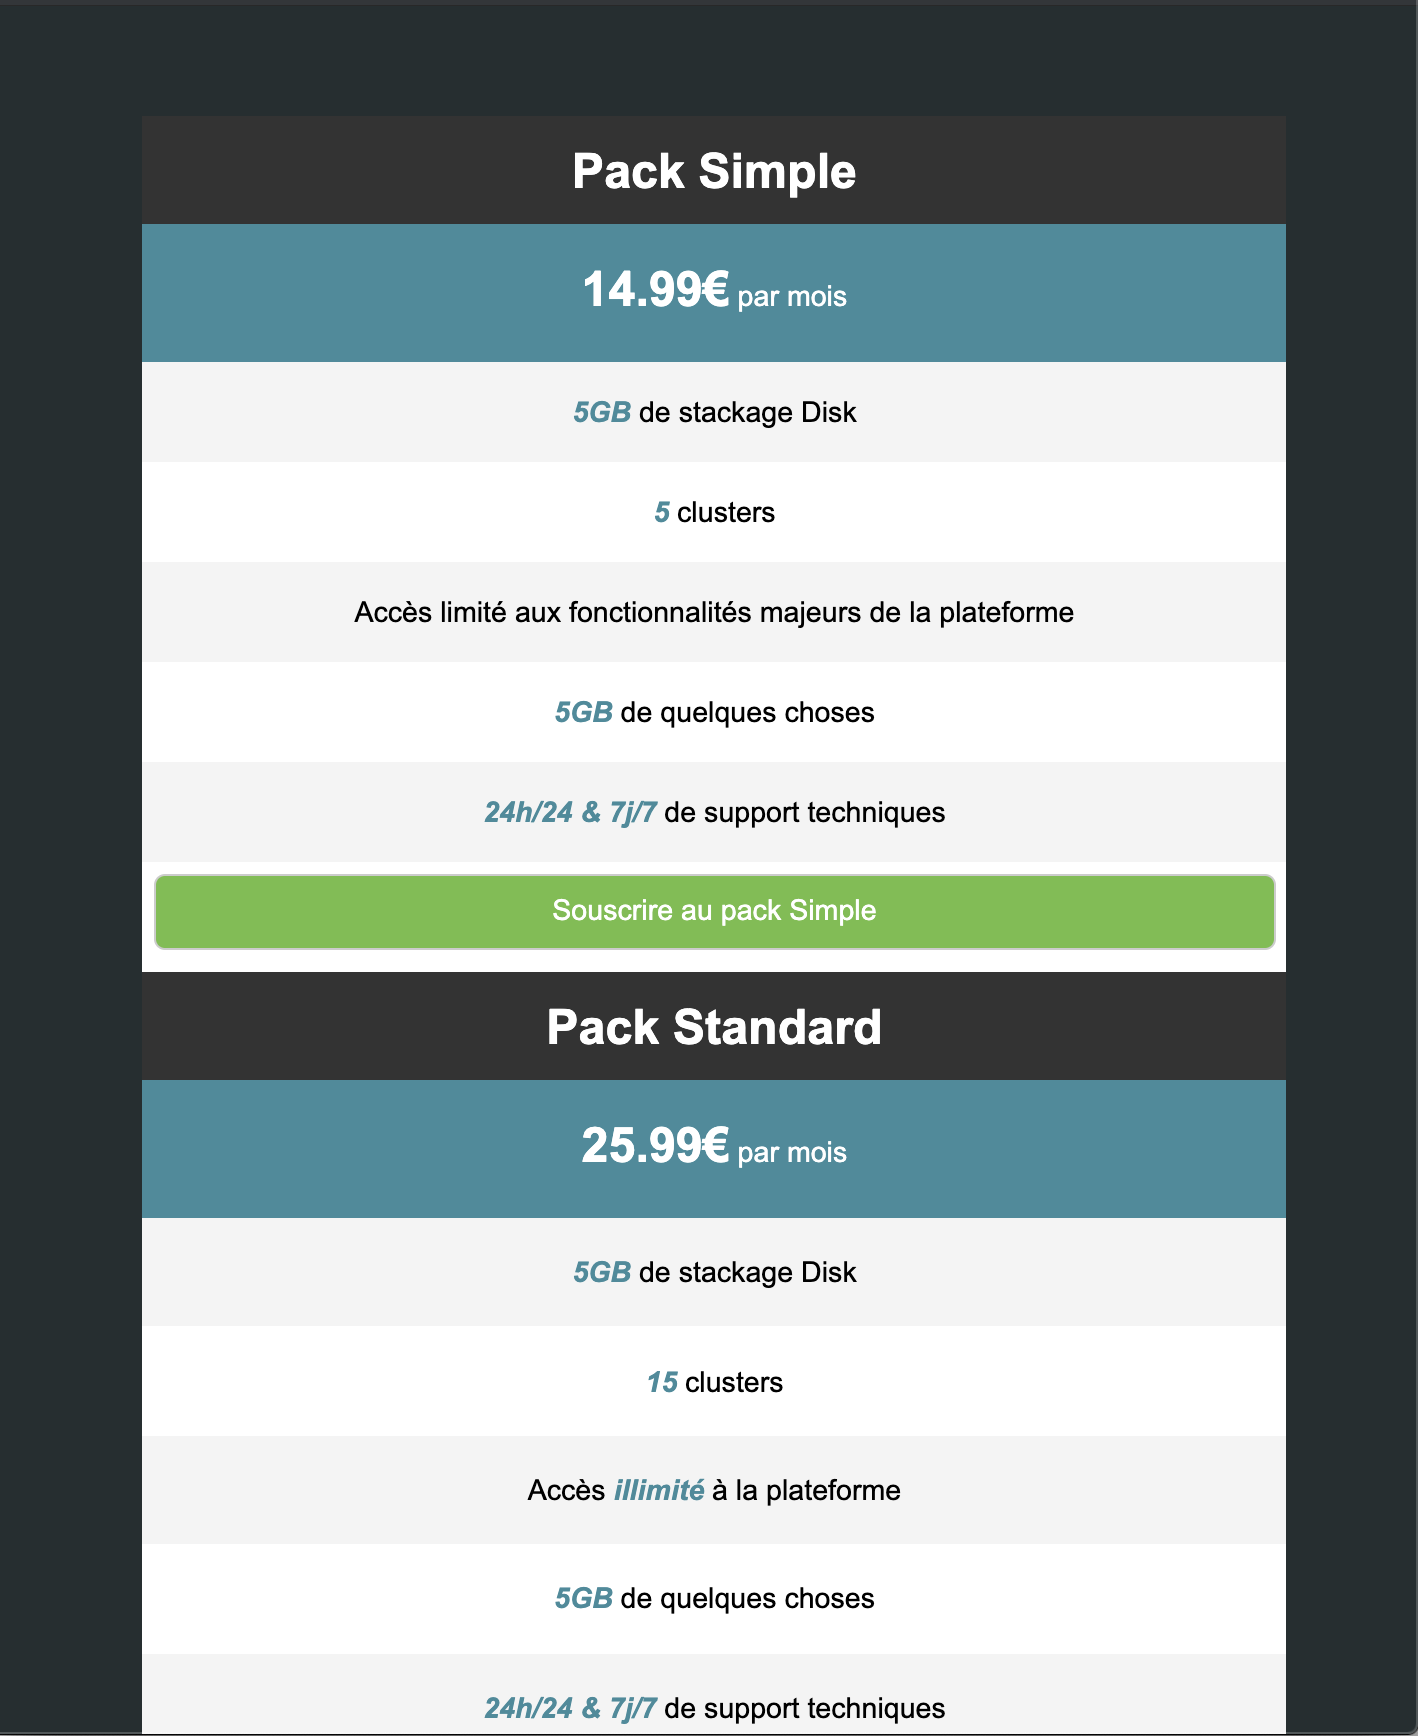 Pack Simple
14.99€ par mois
5GB de stackage Disk
5 clusters
Accès limité aux fonctionnalités majeurs de la plateforme
5GB de quelques choses
24h/24 & 7j/7 de support techniques
Souscrire au pack Simple
Pack Standard
25.99€ par mois
5GB de stackage Disk
15 clusters
Accès illimité à la plateforme
5GB de quelques choses
24h/24 & 7j/7 de support techniques